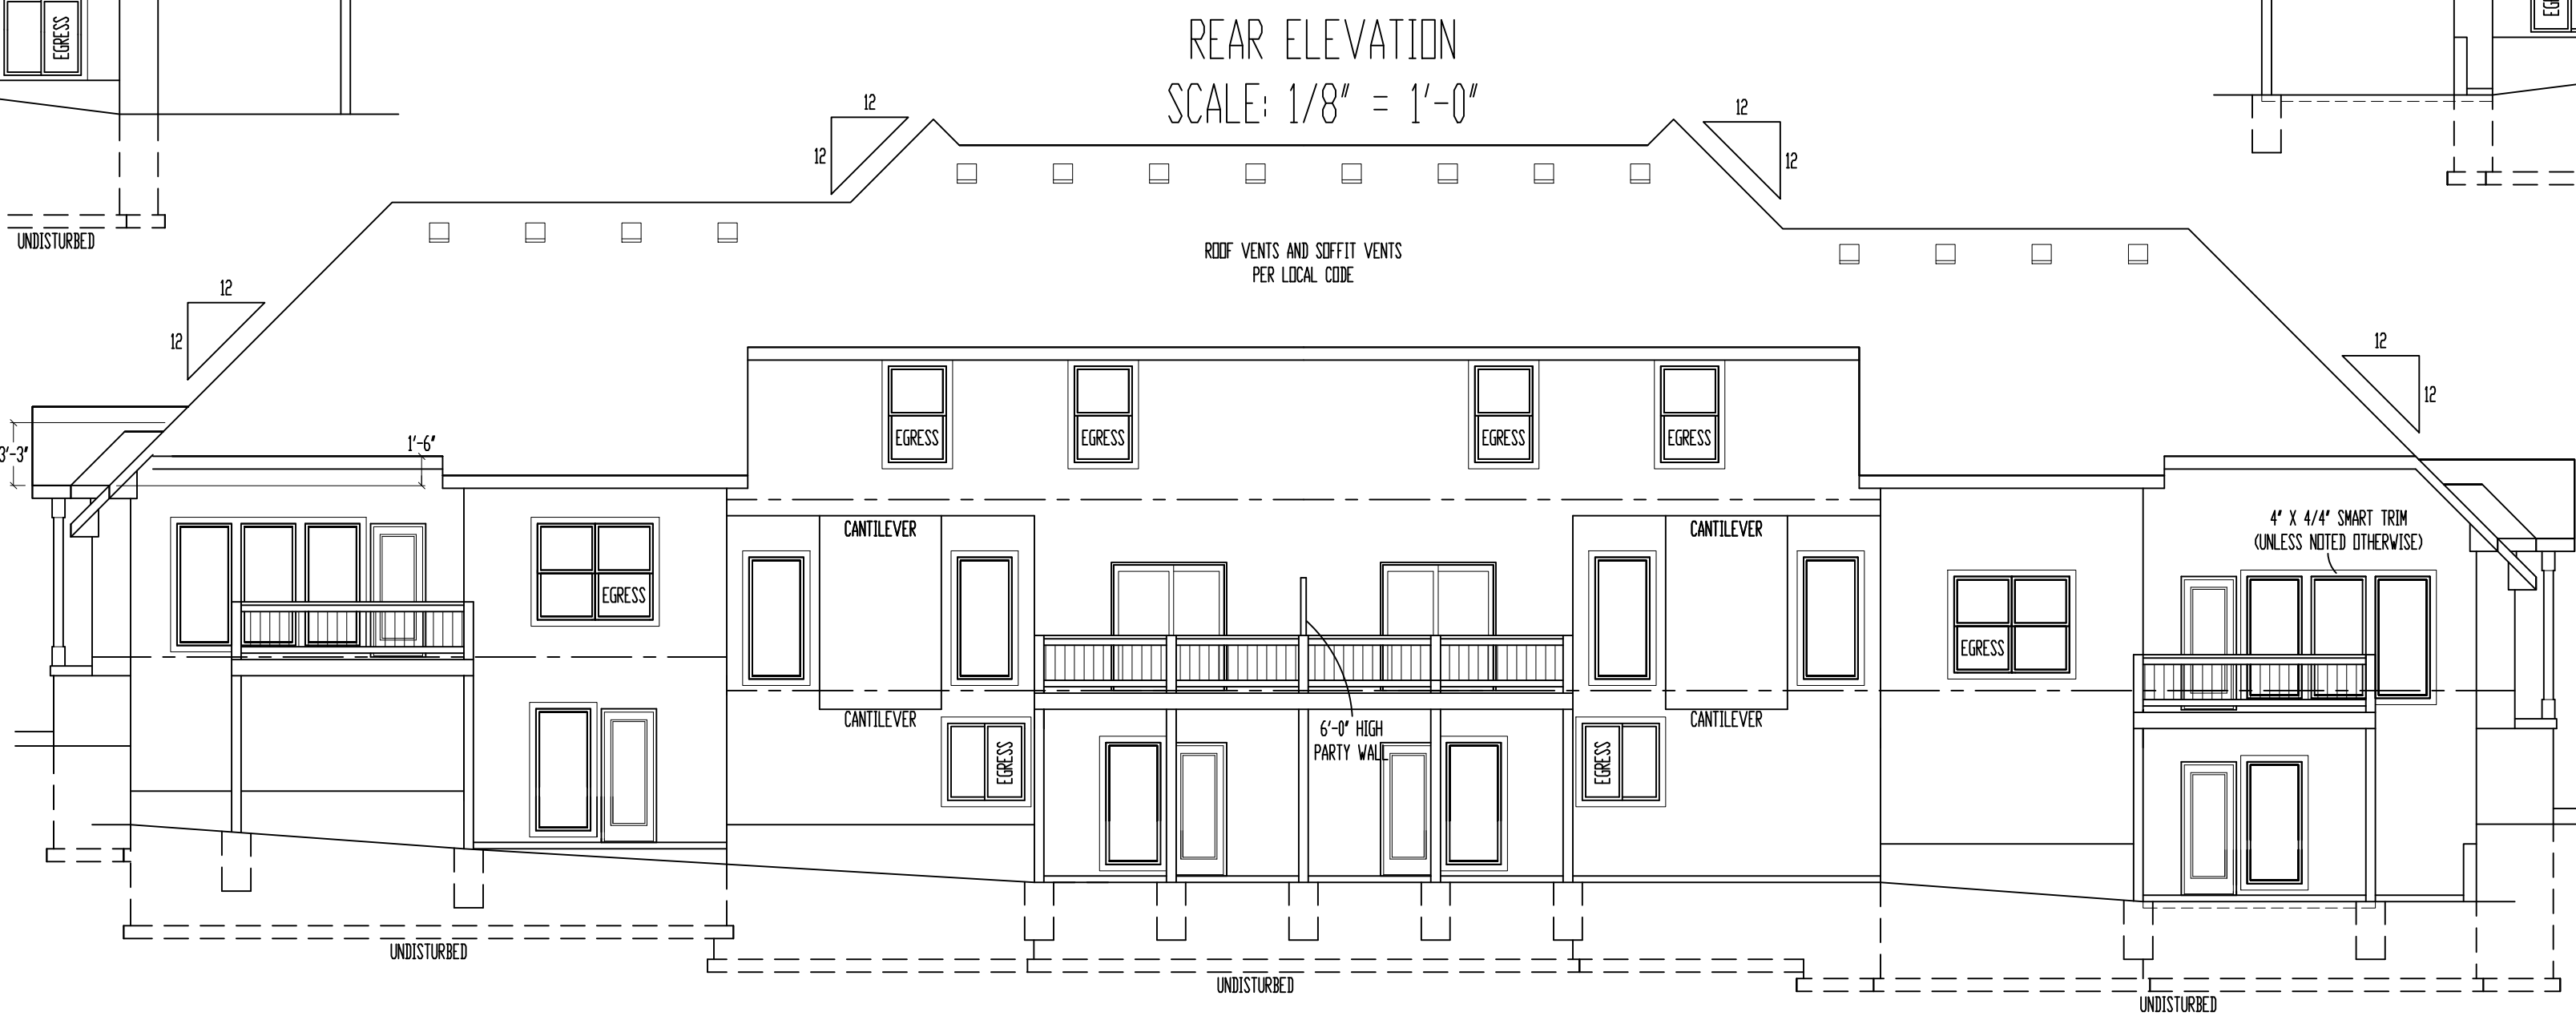 EGRESS
EGRESS
REAR ELEVATION
SCALE: 1/8" = 1'-0"
12
12
12
12
UNDISTURBED
ROOF VENTS AND SOFFIT VENTS
PER LOCAL CODE
12
12
12
12
3'-3"
1'-6"
EGRESS
EGRESS
EGRESS
EGRESS
CANTILEVER
CANTILEVER
4" X 4/4" SMART TRIM
(UNLESS NOTED OTHERWISE)
EGRESS
EGRESS
CANTILEVER
CANTILEVER
6'-0" HIGH
PARTY WALL
EGRESS
EGRESS
UNDISTURBED
UNDISTURBED
UNDISTURBED